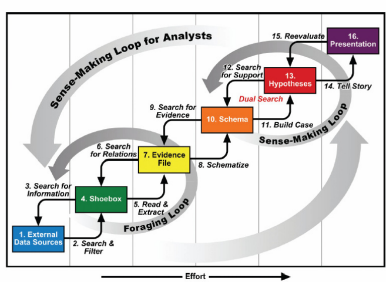 15. Reevaluate
16.
Presentation
Sense-Making Loop for Analysts
12. Search
for Support
13.
Hypotheses
14. Tell Story
Dual Search
9. Search for
Evidence
10. Schema
11. Build Case
Sense-Making Loop
6. Search
for Relations
7. Evidence
File
8. Schematize
3. Search for
Information
4. Shoebox
5. Read &
Extract
Foraging Loop
1. External
Data Sources
2. Search &
Filter
Effort